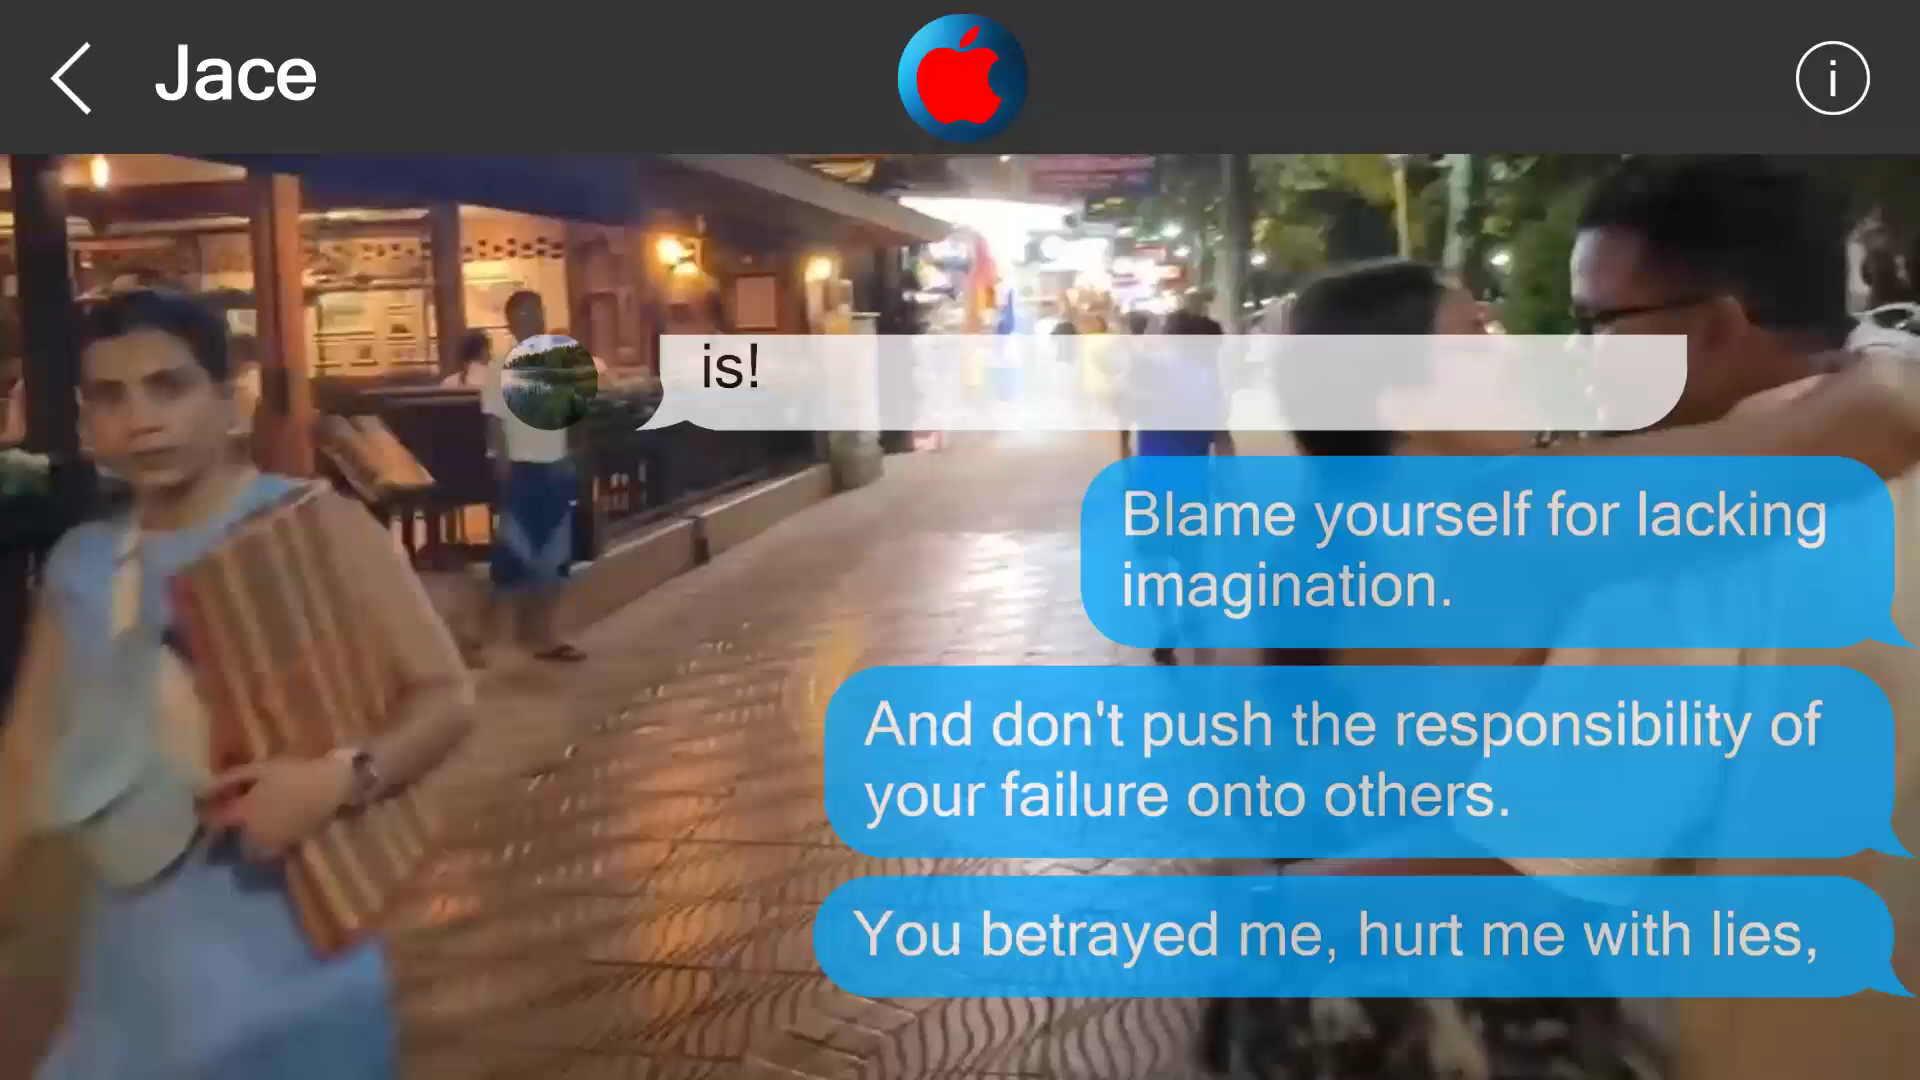 Jace
i
is!
Blame yourself for lacking
imagination.
And don't push the responsibility of
your failure onto others.
You betrayed me, hurt me with lies,